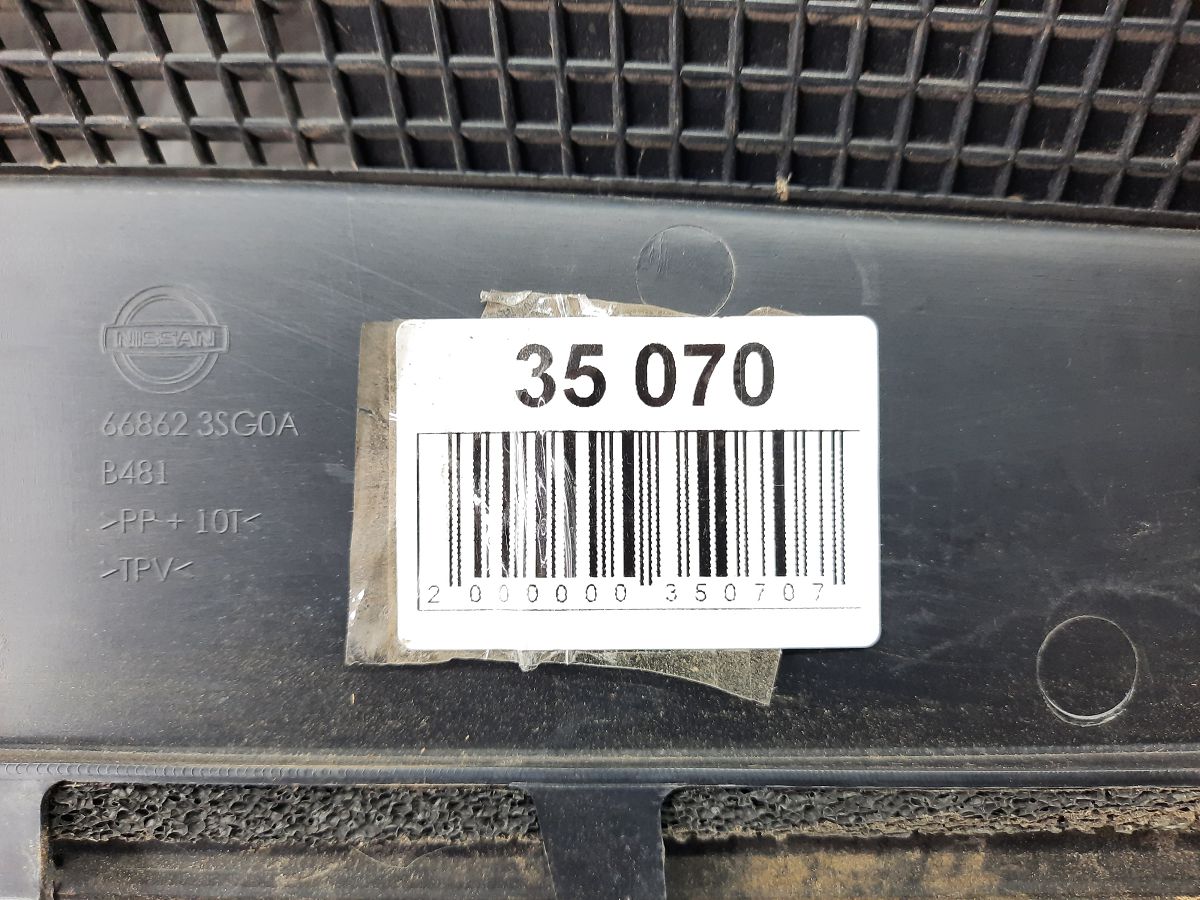 NISSAN
66862 3SG0A
B481
>PP + 10T<
>TPV<
35 070
2 000000 350707